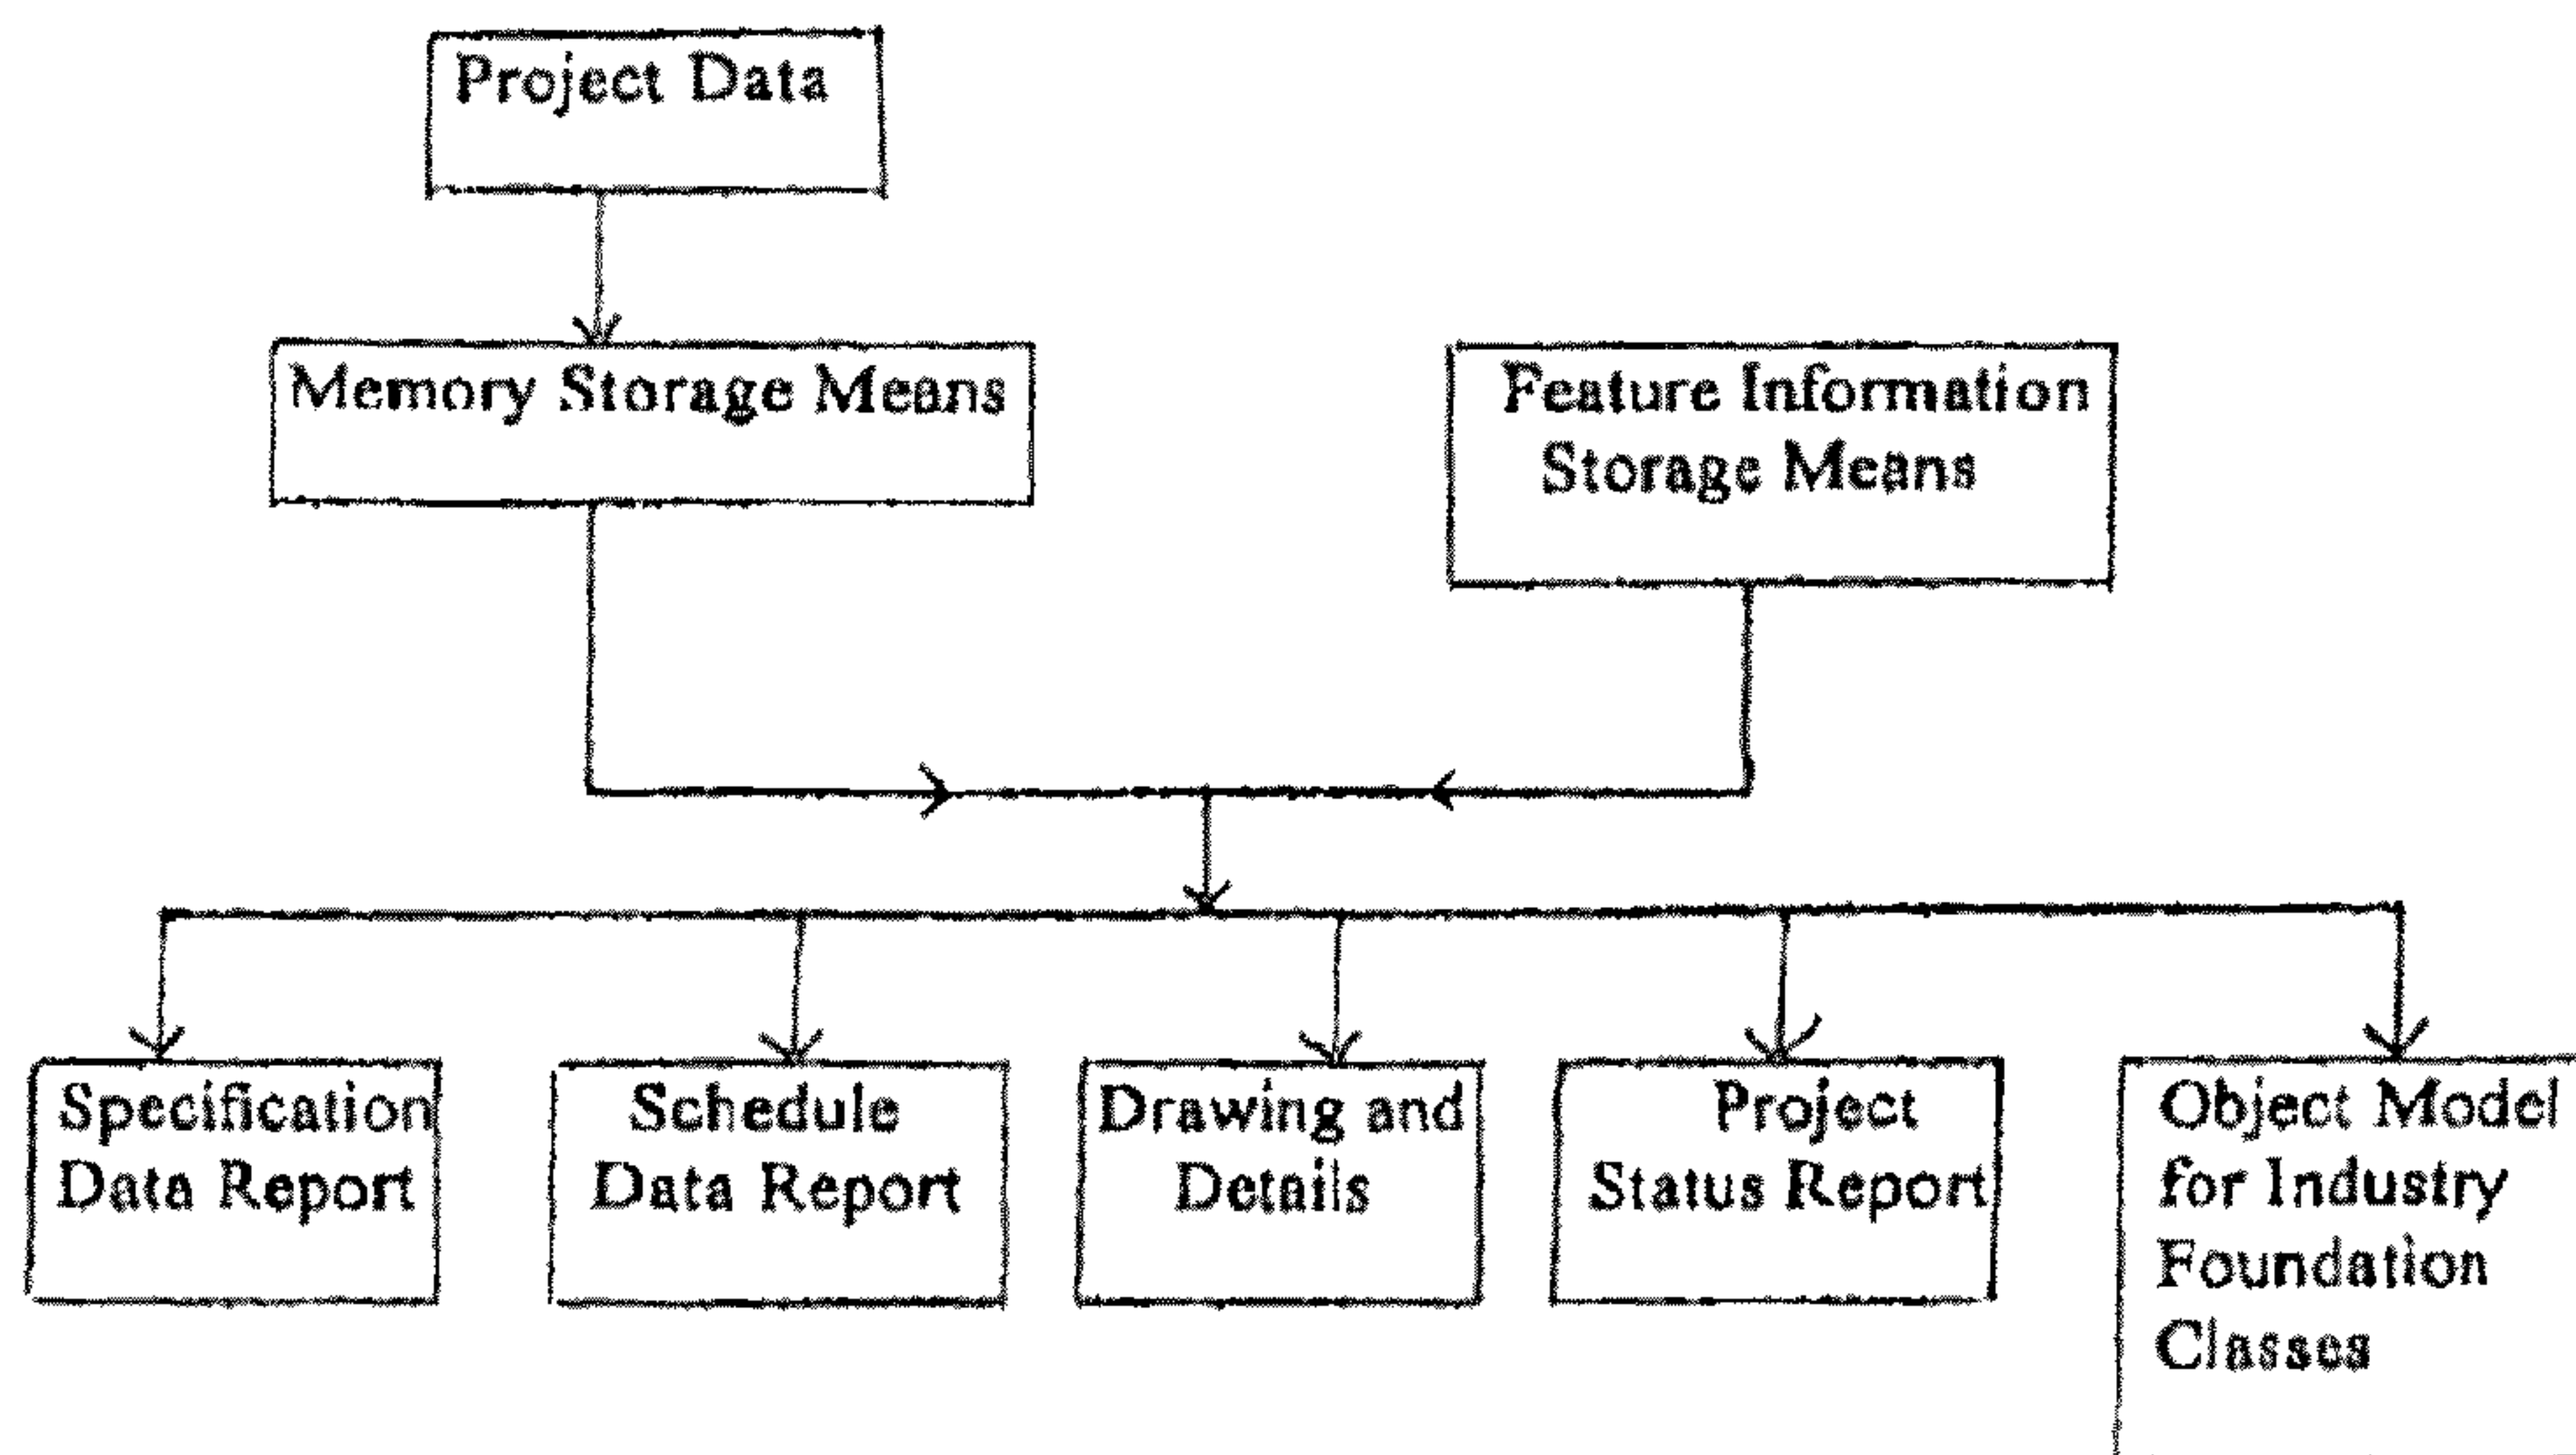 Project Data
Memory Storage Means
Feature Information
Storage Means
Specification
Data Report
Schedule
Data Report
Drawing and
Details
Project
Status Report
Object Model
for Industry
Foundation
Classes